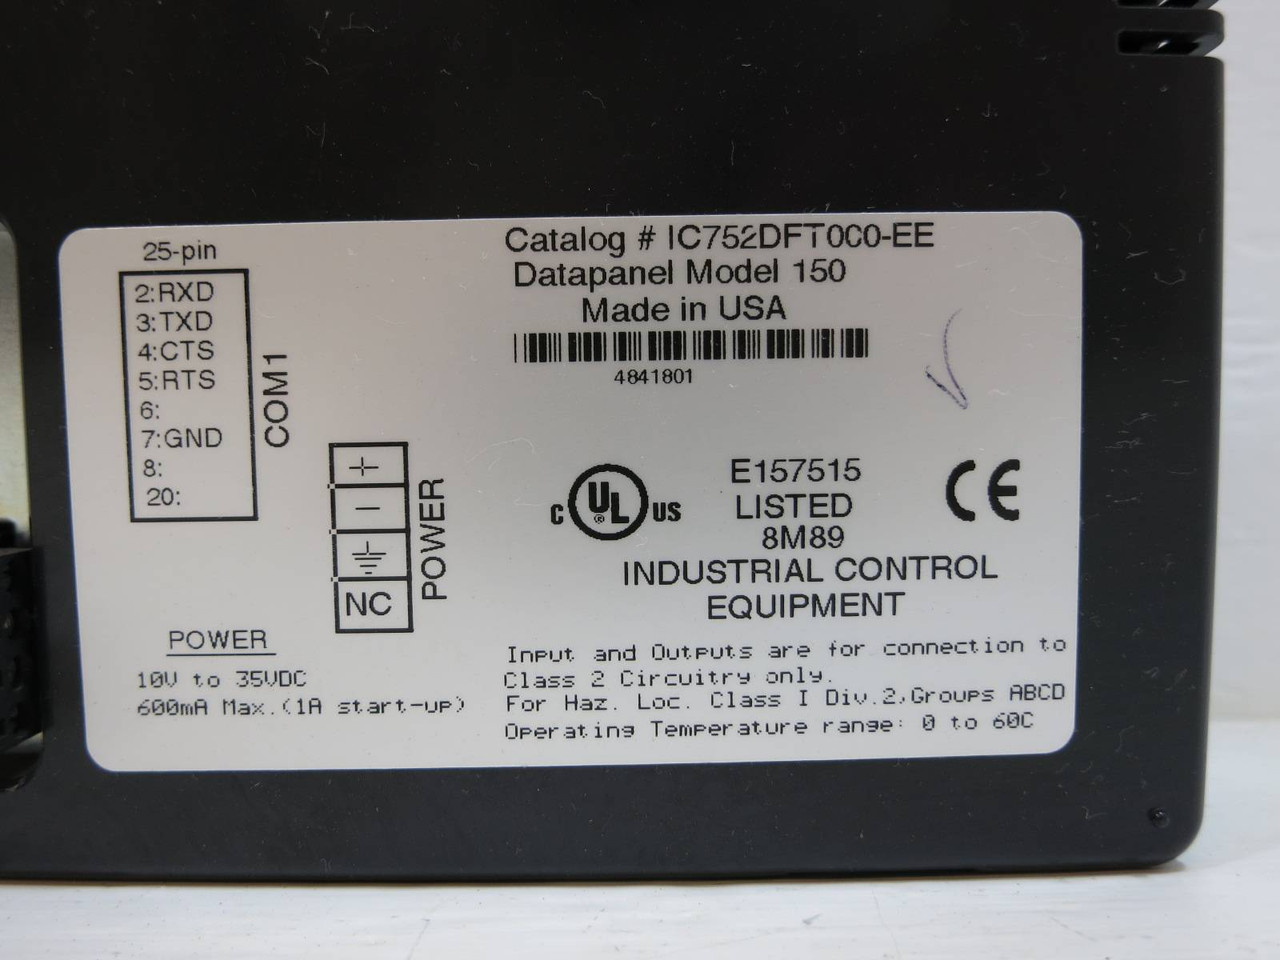 25-pin
2:RXD
3:TXD
4:CTS
5:RTS
6:
7:GND
8:
20:
COM1
+
−
NC
POWER
POWER
10V to 35VDC
600mA Max.(1A start-up)
Catalog # IC752DFT000-EE
Datapanel Model 150
Made in USA
4841801
C UL ® US
E157515
LISTED
8M89
CE
INDUSTRIAL CONTROL
EQUIPMENT
Input and Outputs are for connection to
Class 2 Circuitry only.
For Haz. Loc. Class I Div.2,Groups ABCD
Operating Temperature range: 0 to 60C